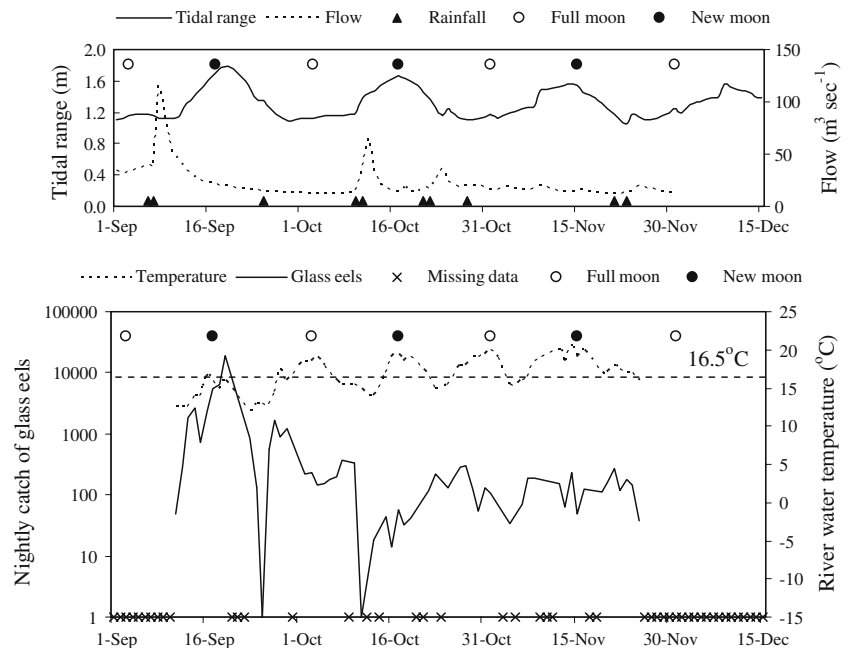 Tidal range Flow Rainfall Full moon New moon
Tidal range (m)
2.0
1.6
1.2
0.8
0.4
0.0
150
100
50
0
Flow (m³ sec⁻¹)
1-Sep 16-Sep 1-Oct 16-Oct 31-Oct 15-Nov 30-Nov 15-Dec
Temperature Glass eels Missing data Full moon New moon
Nightly catch of glass eels
100000
10000
1000
100
10
1
16.5°C
25
20
15
10
5
0
-5
-10
-15
River water temperature (°C)
1-Sep 16-Sep 1-Oct 16-Oct 31-Oct 15-Nov 30-Nov 15-Dec